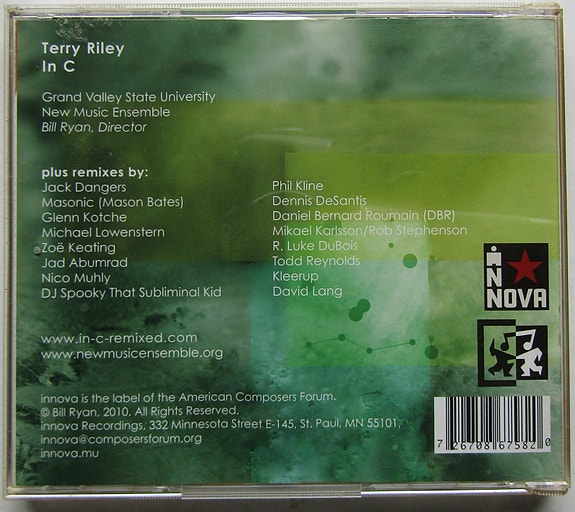 Terry Riley
In C
Grand Valley State University
New Music Ensemble
Bill Ryan, Director
plus remixes by:
Jack Dangers
Masonic (Mason Bates)
Glenn Kotche
Michael Lowenstern
Zoë Keating
Jad Abumrad
Nico Muhly
DJ Spooky That Subliminal Kid
Phil Kline
Dennis DeSantis
Daniel Bernard Roumain (DBR)
Mikael Karlsson/Rob Stephenson
R. Luke DuBois
Todd Reynolds
Kleerup
David Lang
www.in-c-remixed.com
www.newmusicensemble.org
innova is the label of the American Composers Forum.
© Bill Ryan, 2010. All Rights Reserved.
innova Recordings, 332 Minnesota Street E-145, St. Paul, MN 55101,
innova@composersforum.org
innova.mu
INNOVA
7 26708 67582 0